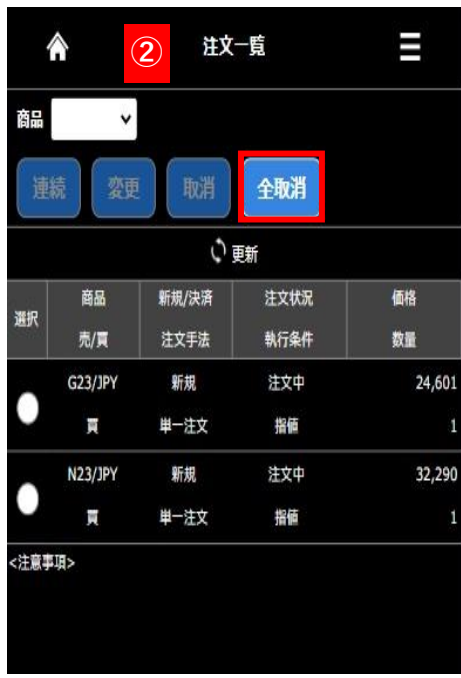 ② 注文一覧
商品
連続 変更 取消 全取消
更新
選択 商品 新規/決済 注文状況 価格
売/買 注文手法 執行条件 数量
G23/JPY 新規 注文中 24,601
買 単一注文 指値 1
N23/JPY 新規 注文中 32,290
買 単一注文 指値 1
<注意事項>